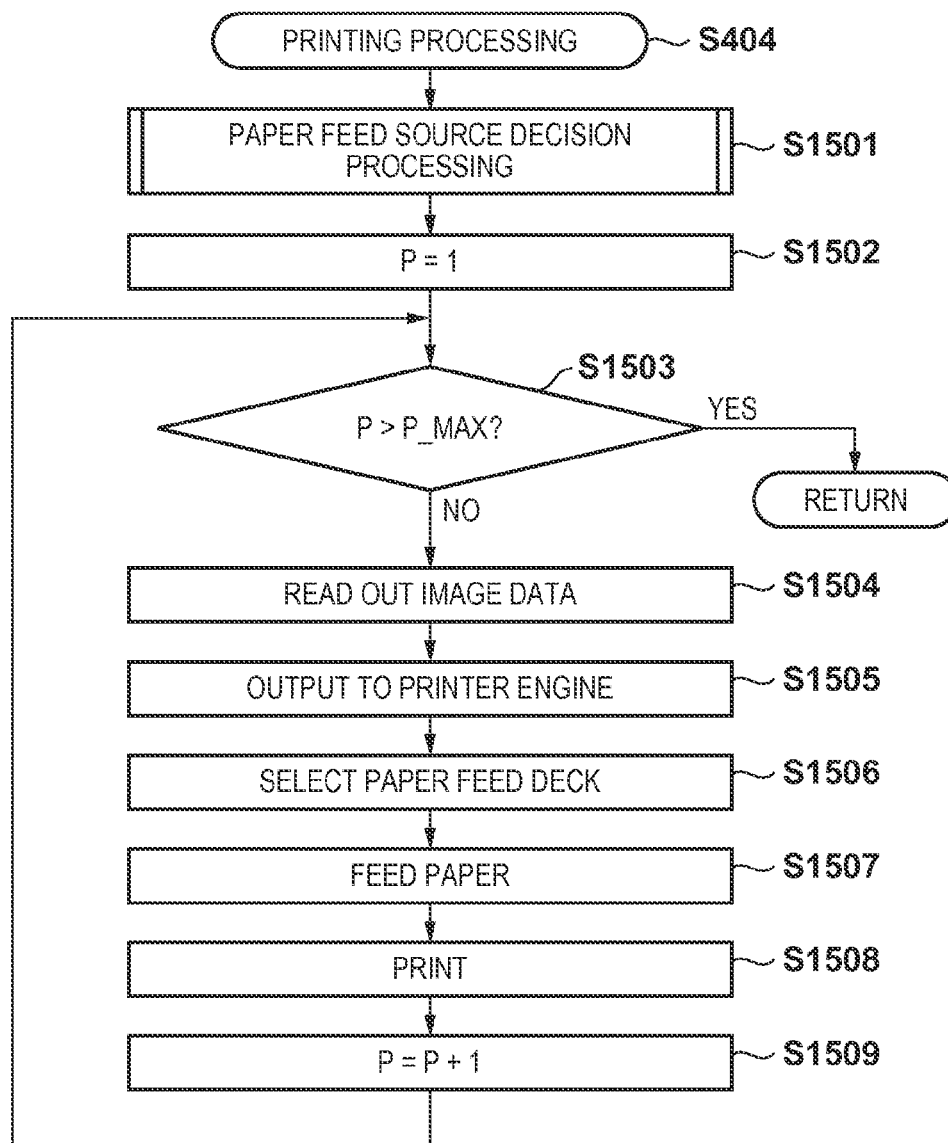 PRINTING PROCESSING
S404
PAPER FEED SOURCE DECISION
PROCESSING
S1501
P = 1
S1502
S1503
P > P_MAX?
YES
RETURN
NO
READ OUT IMAGE DATA
S1504
OUTPUT TO PRINTER ENGINE
S1505
SELECT PAPER FEED DECK
S1506
FEED PAPER
S1507
PRINT
S1508
P = P + 1
S1509